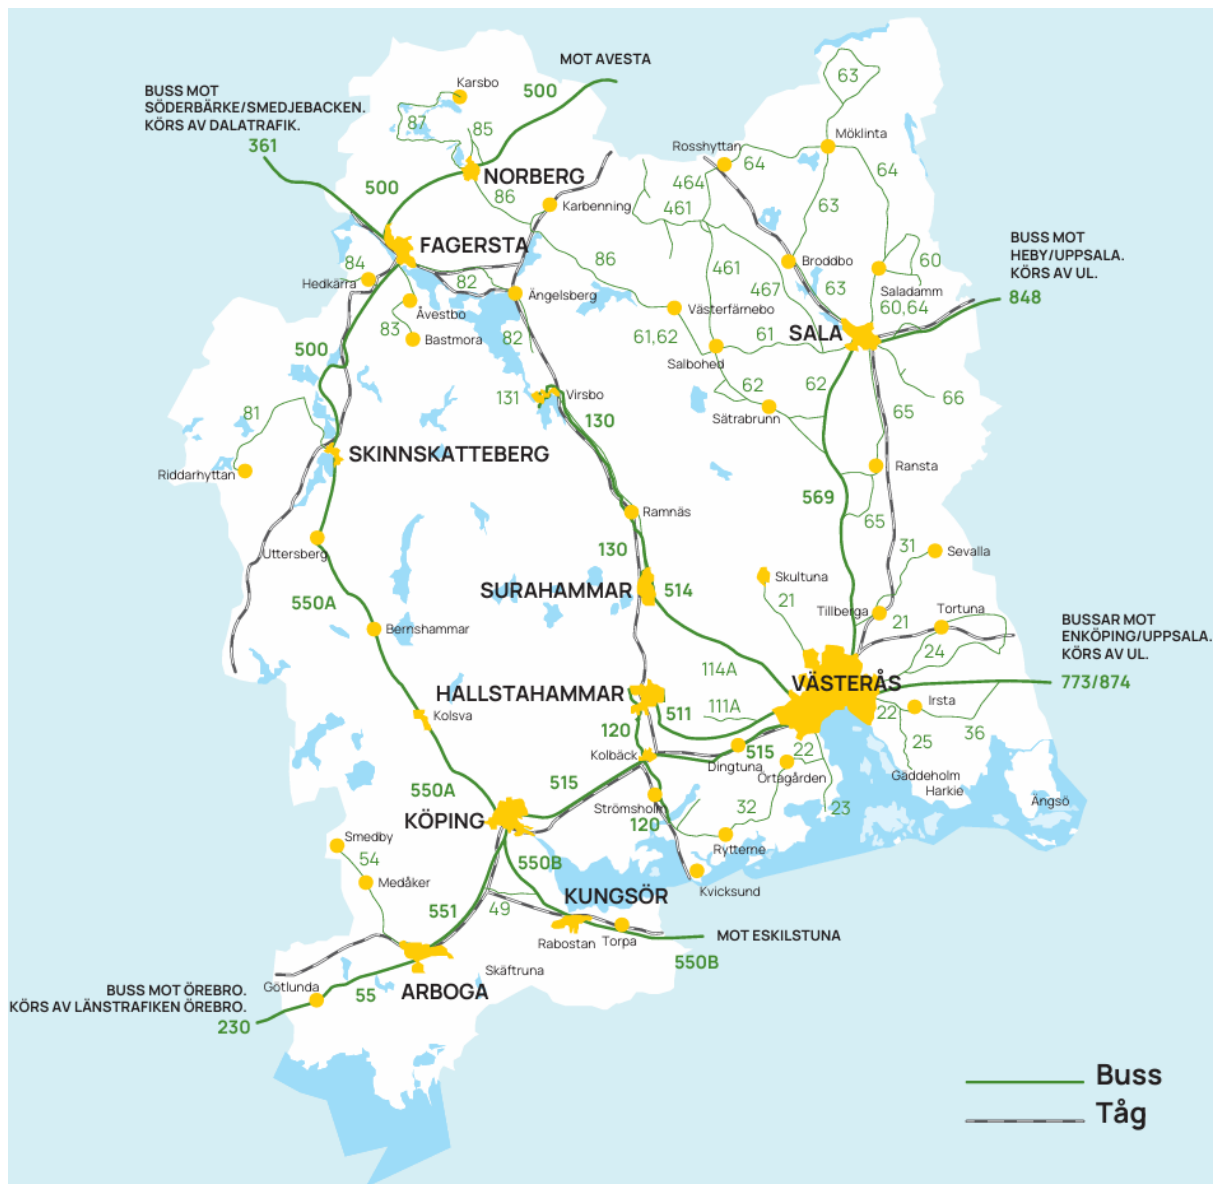 MOT AVESTA
Karsbo
500
BUSS MOT
SÖDERBÄRKE/SMEDJEBACKEN.
KÖRS AV DALATRAFIK.
361
87
85
63
Möklinta
Rosshyttan
64
64
NORBERG
500
86
464
Karbenning
461
63
FAGERSTA
BUSS MOT
HEBY/UPPSALA.
KÖRS AV UL.
848
84
Hedkärra
82
Ängelsberg
86
461
467
Broddbo
63
60
Saladamm
60,64
Åvestbo
83
Bastmora
82
Västerfärnebo
61,62
61
SALA
Salbohed
500
131
Virsbo
130
62
Sätrabrunn
62
66
65
81
SKINNSKATTEBERG
Riddarhyttan
Ransta
569
65
Ramnäs
130
31
Sevalla
Uttersberg
550A
SURAHAMMAR
514
Skultuna
21
Tillberga
21
Tortuna
24
Bernshammar
BUSSAR MOT
ENKÖPING/UPPSALA.
KÖRS AV UL.
773/874
114A
VÄSTERÅS
HALLSTAHAMMAR
111A
511
22
Irsta
36
Kolsva
120
Kolbäck
Dingtuna
515
22
Örtagården
25
Gäddeholm
Harkie
Ängsö
550A
515
Strömsholm
120
32
23
KÖPING
Rytterne
Smedby
54
Medåker
550B
Kvicksund
KUNGSÖR
551
49
Rabostan
Torpa
MOT ESKILSTUNA
550B
Skäftruna
Götlunda
55
ARBOGA
BUSS MOT ÖREBRO.
KÖRS AV LÄNSTRAFIKEN ÖREBRO.
230
Buss
Tåg